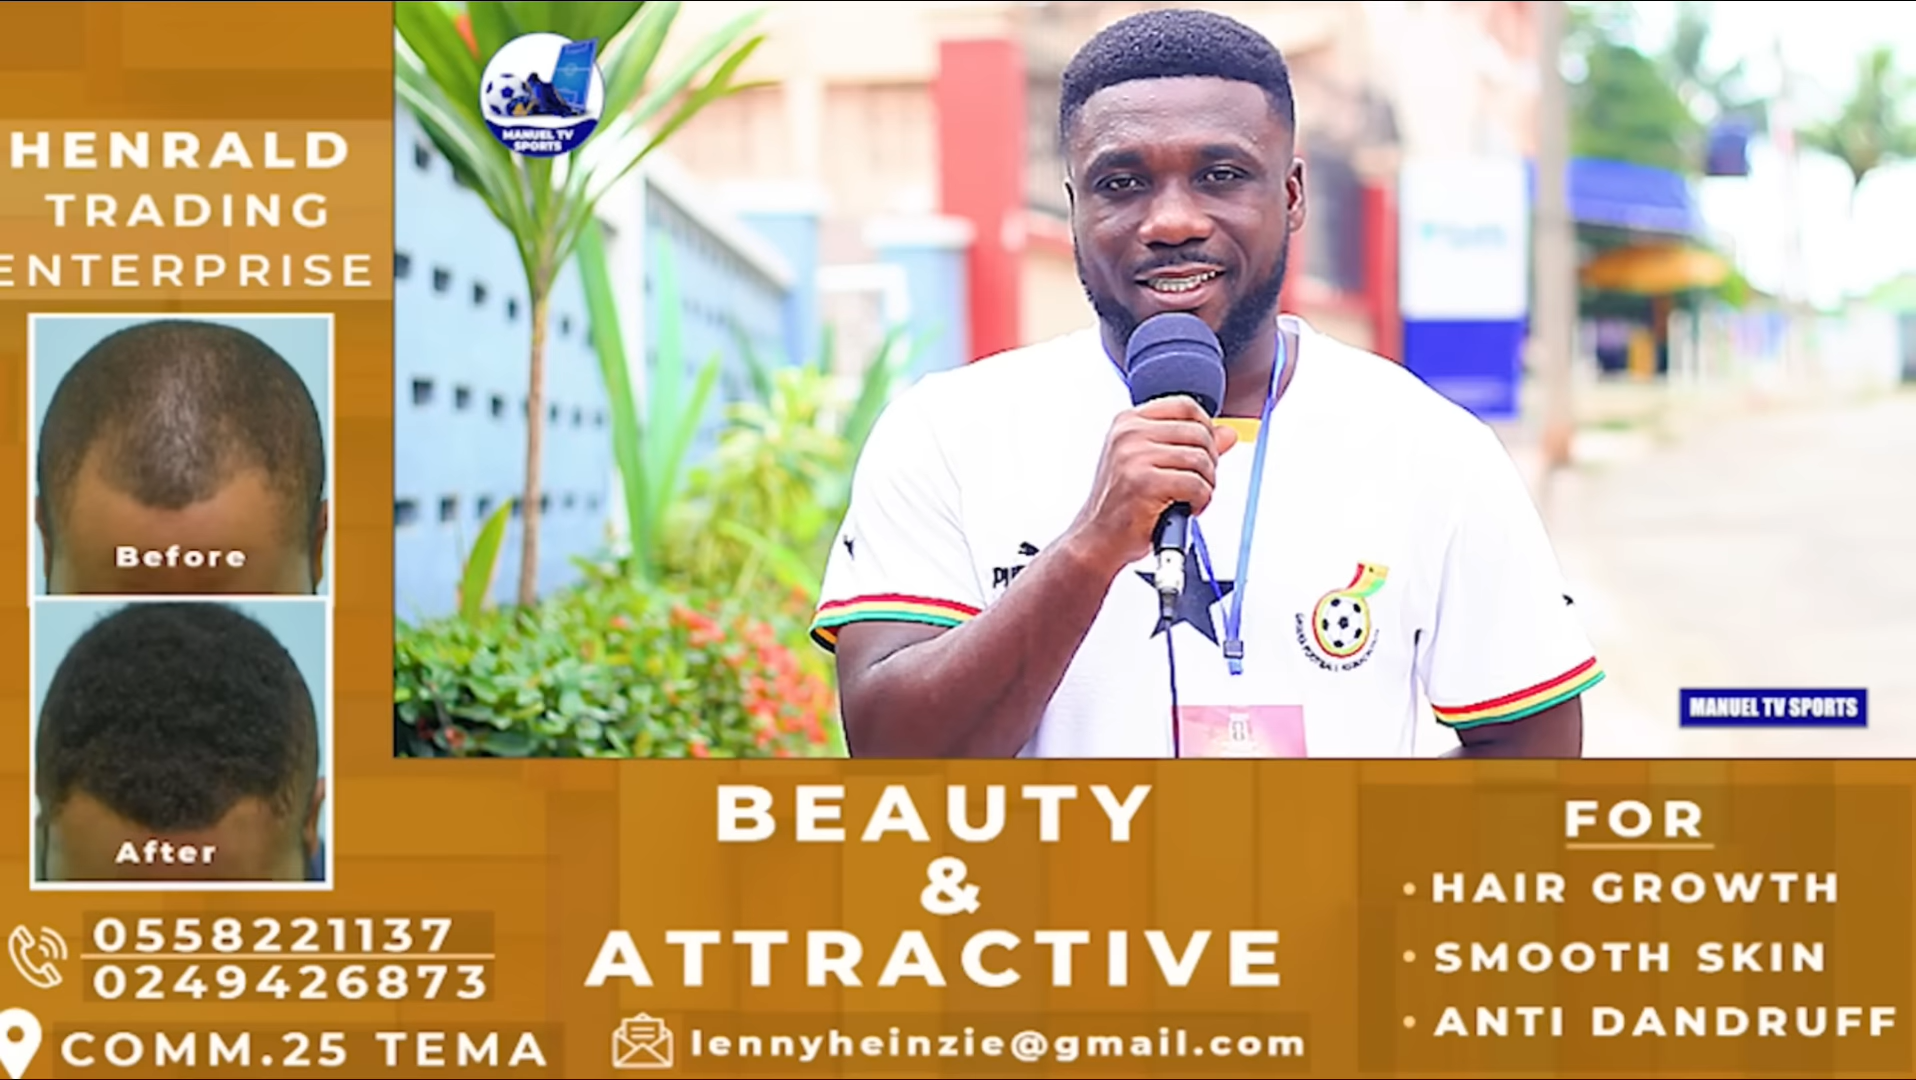 HENRALD
TRADING
ENTERPRISE
Before
After
0558221137
0249426873
COMM.25 TEMA
MANUEL TV
SPORTS
MANUEL TV SPORTS
BEAUTY
&
ATTRACTIVE
lennyheinzie@gmail.com
FOR
• HAIR GROWTH
• SMOOTH SKIN
• ANTI DANDRUFF